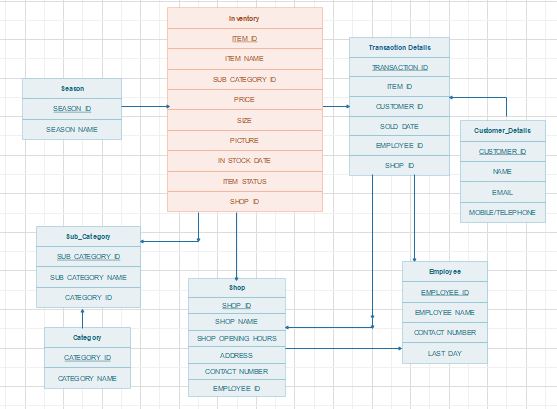 Inventory
ITEM ID
ITEM NAME
SUB CATEGORY ID
PRICE
SIZE
PICTURE
IN STOCK DATE
ITEM STATUS
SHOP ID
Transaction Details
TRANSACTION ID
ITEM ID
CUSTOMER ID
SOLD DATE
EMPLOYEE ID
SHOP ID
Season
SEASON ID
SEASON NAME
Customer_Details
CUSTOMER ID
NAME
EMAIL
MOBILE/TELEPHONE
Sub_Category
SUB CATEGORY ID
SUB CATEGORY NAME
CATEGORY ID
Category
CATEGORY ID
CATEGORY NAME
Shop
SHOP ID
SHOP NAME
SHOP OPENING HOURS
ADDRESS
CONTACT NUMBER
EMPLOYEE ID
Employee
EMPLOYEE ID
EMPLOYEE NAME
CONTACT NUMBER
LAST DAY